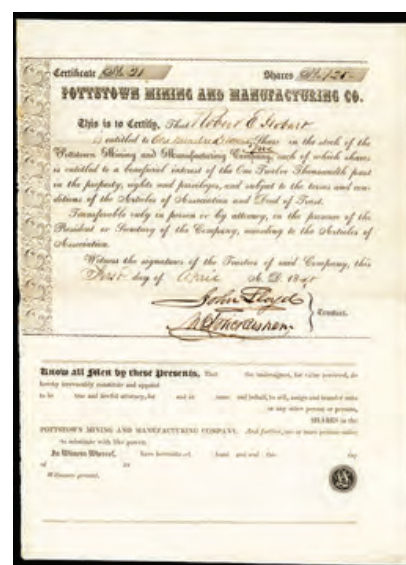 Certificate No. 21 Shares No. 125
POTTSTOWN MINING AND MANUFACTURING CO.
This is to Certify, That Robert E Hobart
is entitled to One hundred Share in the stock of the
Pottstown Mining and Manufacturing Company, each of which shares
is entitled to a beneficial interest of the One Twelve Thousandth part
in the property, rights and privileges, and subject to the terms and con-
ditions of the Articles of Association and Deed of Trust.
Transferable only in person or by attorney, in the presence of the
President or Secretary of the Company, according to the Articles of
Association.
Witness the signatures of the Trustees of said Company, this
First day of April A. D. 18
John Lloyd
Trustees.
Know all Men by these Presents, That the undersigned, for value received, do
hereby irrevocably constitute and appoint
to be true and lawful attorney, for and in name and behalf, to sell, assign and transfer unto
or any other person or persons,
SHARES in the
POTTSTOWN MINING AND MANUFACTURING COMPANY. And further, one or more persons under
to substitute with like power.
In Witness Whereof, have hereunto set hand and seal this day
of 18
Witnesses present,